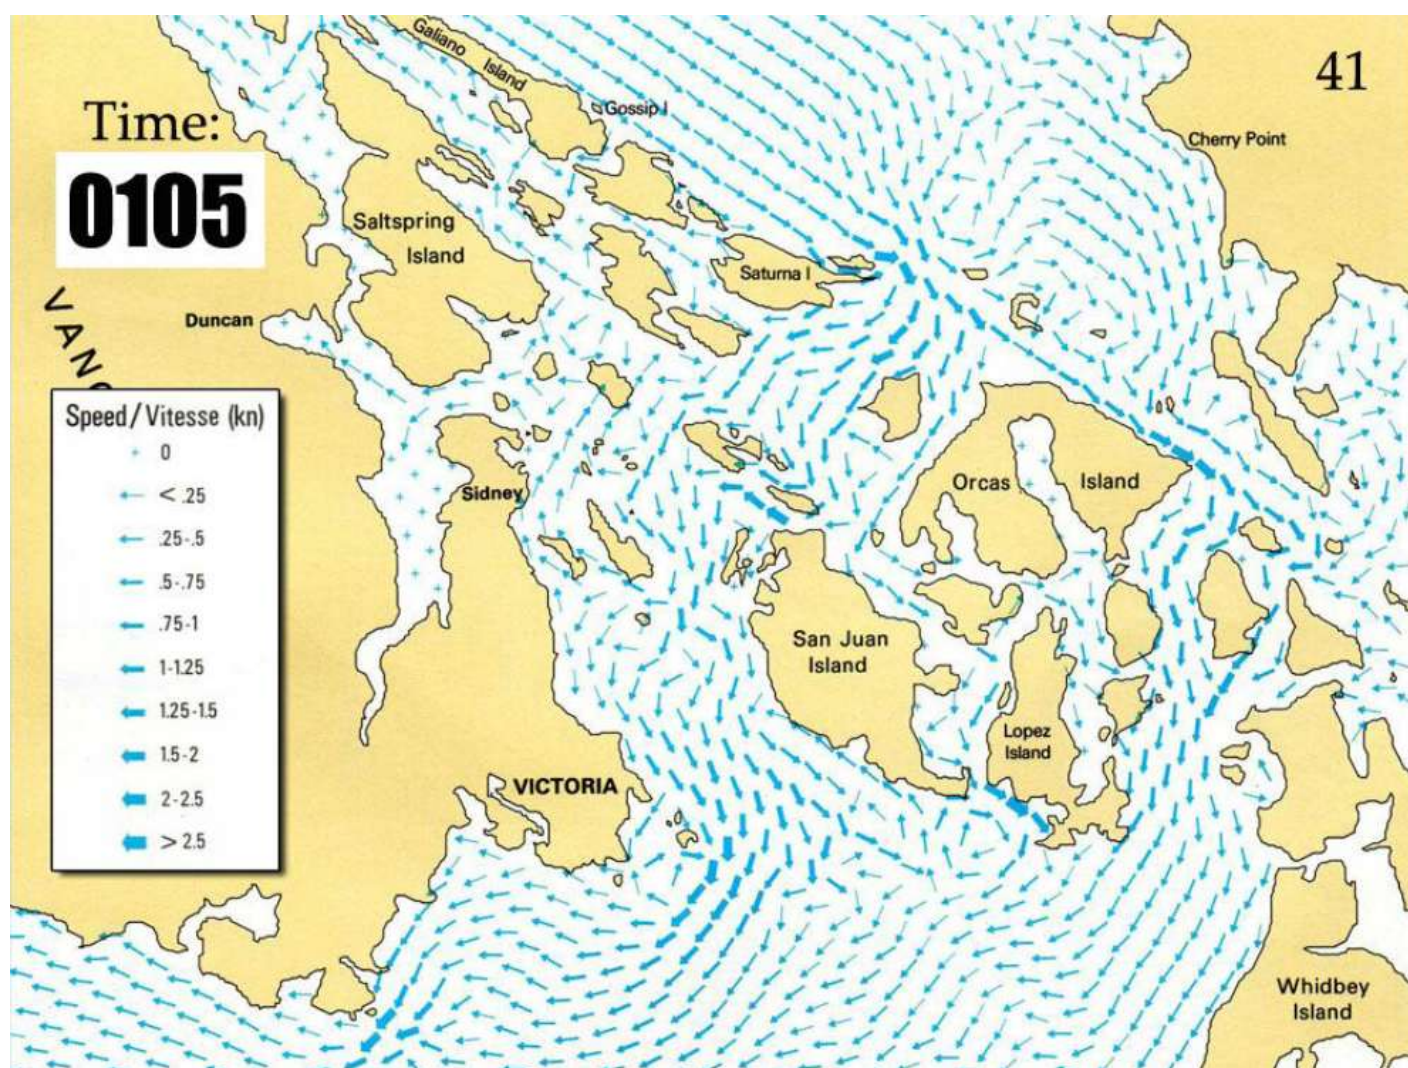 Galiano
Island
Gossip I
41
Time:
0105
Cherry Point
Saltspring
Island
Saturna I
Duncan
VANC
Speed/Vitesse (kn)
0
< .25
.25-.5
.5-.75
.75-1
1-1.25
1.25-1.5
1.5-2
2-2.5
> 2.5
Sidney
Orcas
Island
San Juan
Island
Lopez
Island
VICTORIA
Whidbey
Island